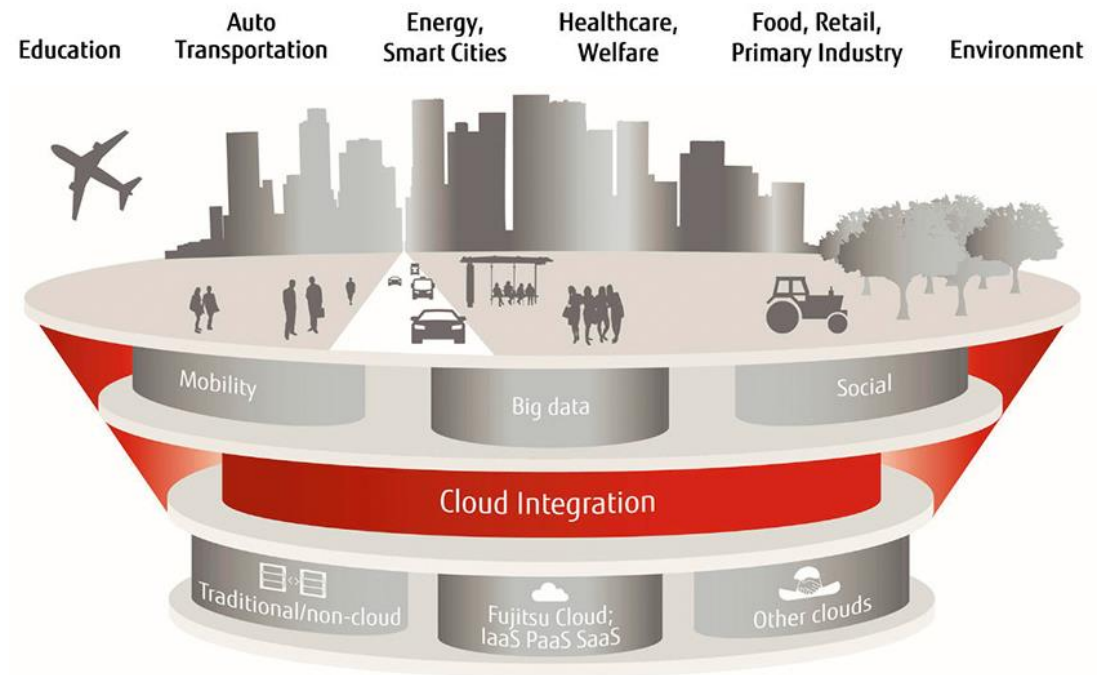 Education
Auto
Transportation
Energy,
Smart Cities
Healthcare,
Welfare
Food, Retail,
Primary Industry
Environment
Mobility
Big data
Social
Cloud Integration
Traditional/non-cloud
Fujitsu Cloud;
IaaS PaaS SaaS
Other clouds